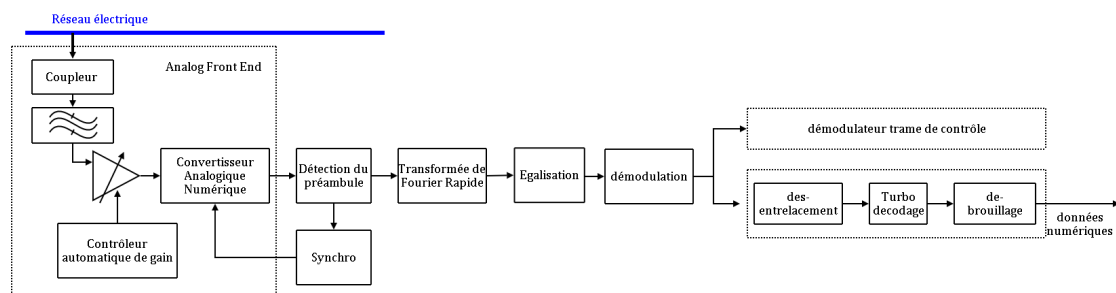 Réseau électrique
Analog Front End
Coupleur
Convertisseur
Analogique
Numérique
Contrôleur
automatique de gain
Détection du
préambule
Synchro
Transformée de
Fourier Rapide
Egalisation
démodulation
démodulateur trame de contrôle
des-
entrelacement
Turbo
decodage
de-
brouillage
données
numériques